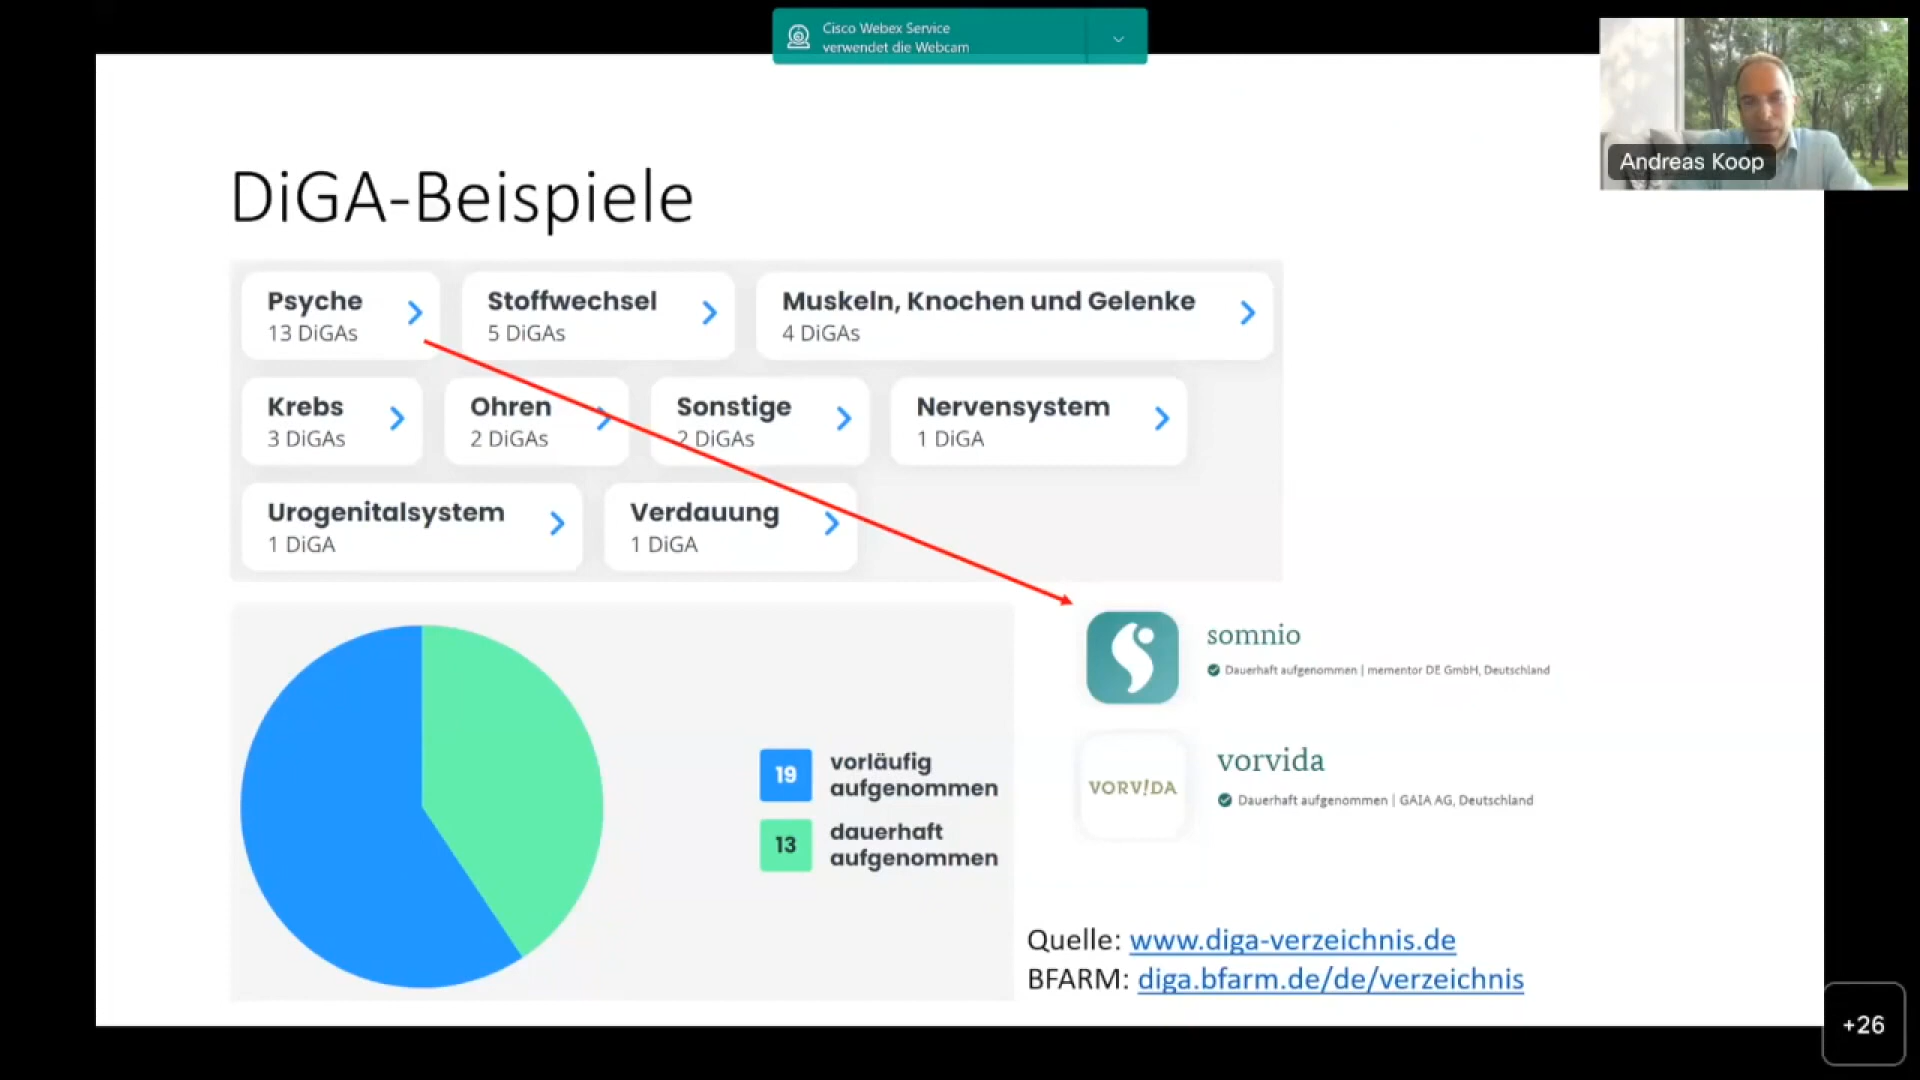 Cisco Webex Service
verwendet die Webcam
Andreas Koop
DiGA-Beispiele
Psyche
13 DiGAs
Stoffwechsel
5 DiGAs
Muskeln, Knochen und Gelenke
4 DiGAs
Krebs
3 DiGAs
Ohren
2 DiGAs
Sonstige
2 DiGAs
Nervensystem
1 DiGA
Urogenitalsystem
1 DiGA
Verdauung
1 DiGA
19
vorläufig
aufgenommen
13
dauerhaft
aufgenommen
somnio
Dauerhaft aufgenommen | mementor DE GmbH, Deutschland
VORV!DA
vorvida
Dauerhaft aufgenommen | GAIA AG, Deutschland
Quelle: www.diga-verzeichnis.de
BFARM: diga.bfarm.de/de/verzeichnis
+26